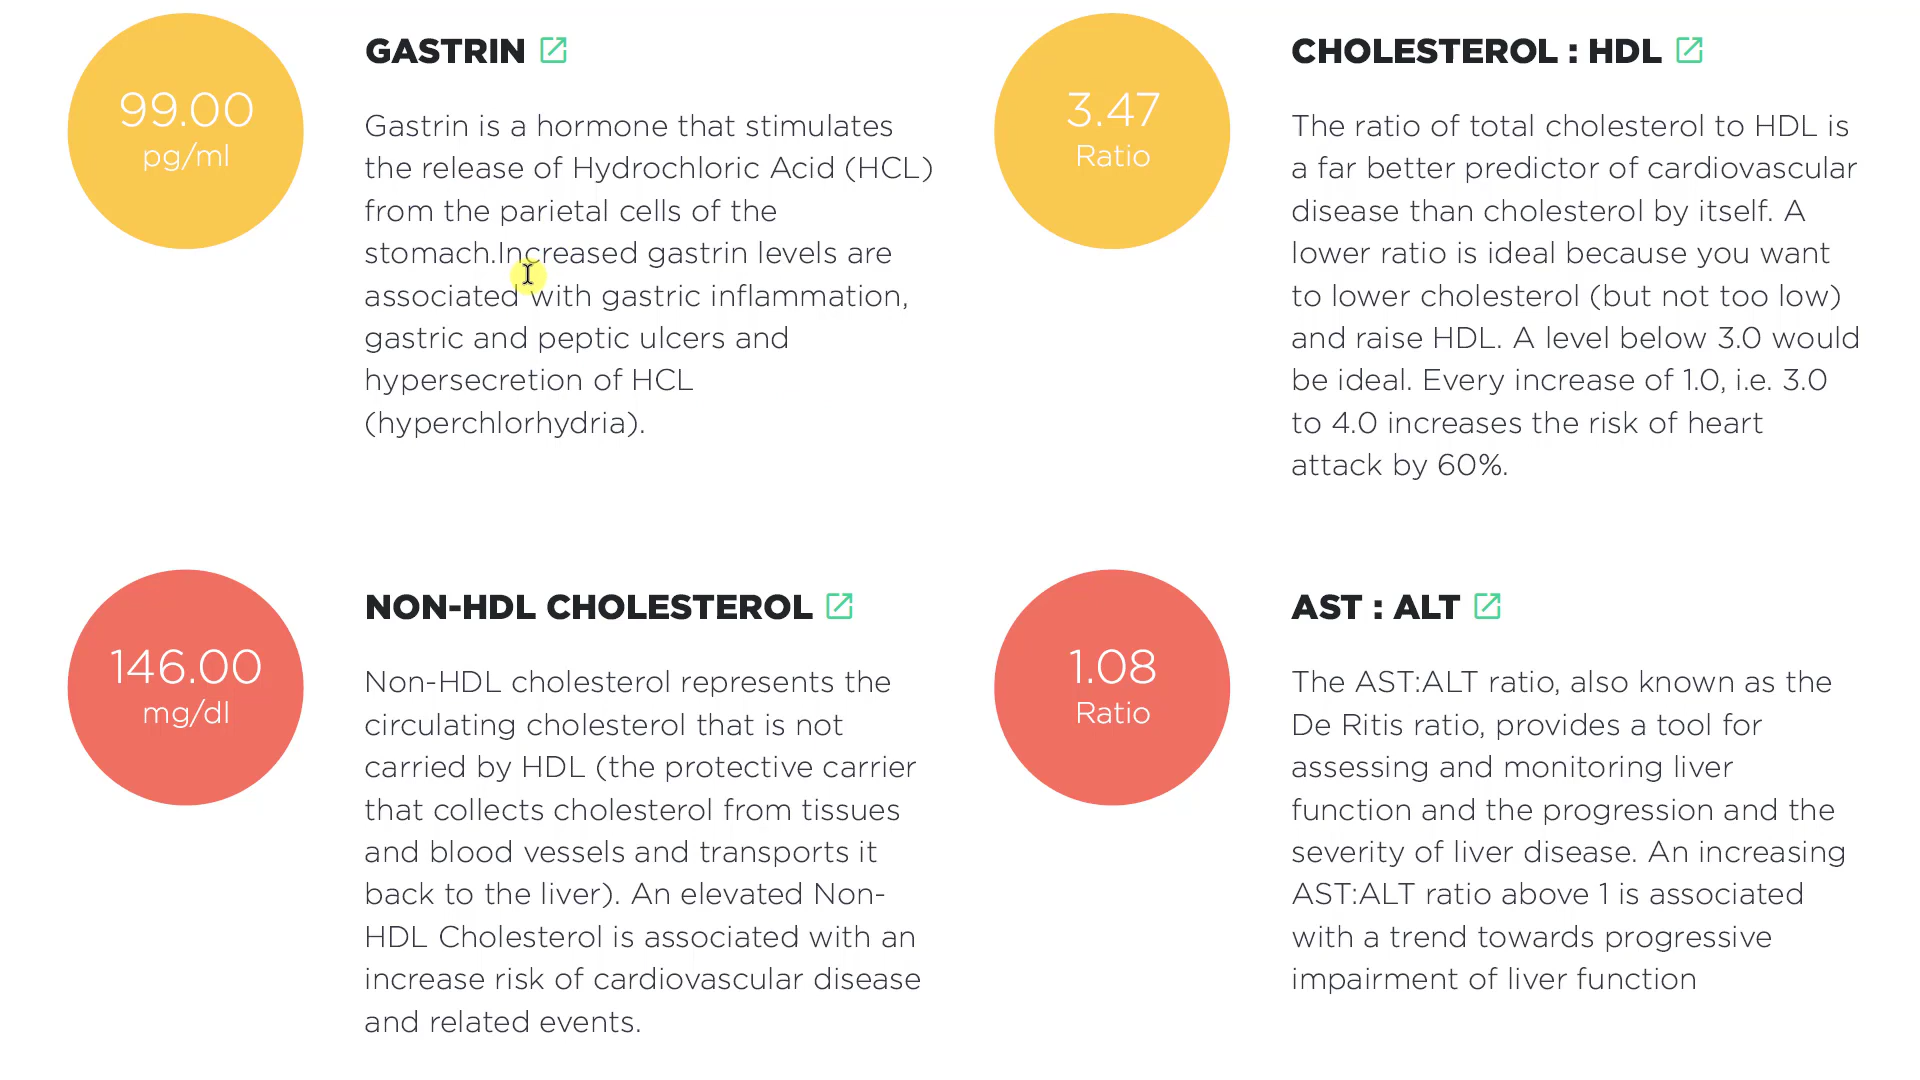 99.00
pg/ml
GASTRIN
Gastrin is a hormone that stimulates
the release of Hydrochloric Acid (HCL)
from the parietal cells of the
stomach.Increased gastrin levels are
associated with gastric inflammation,
gastric and peptic ulcers and
hypersecretion of HCL
(hyperchlorhydria).
3.47
Ratio
CHOLESTEROL : HDL
The ratio of total cholesterol to HDL is
a far better predictor of cardiovascular
disease than cholesterol by itself. A
lower ratio is ideal because you want
to lower cholesterol (but not too low)
and raise HDL. A level below 3.0 would
be ideal. Every increase of 1.0, i.e. 3.0
to 4.0 increases the risk of heart
attack by 60%.
146.00
mg/dl
NON-HDL CHOLESTEROL
Non-HDL cholesterol represents the
circulating cholesterol that is not
carried by HDL (the protective carrier
that collects cholesterol from tissues
and blood vessels and transports it
back to the liver). An elevated Non-
HDL Cholesterol is associated with an
increase risk of cardiovascular disease
and related events.
1.08
Ratio
AST : ALT
The AST:ALT ratio, also known as the
De Ritis ratio, provides a tool for
assessing and monitoring liver
function and the progression and the
severity of liver disease. An increasing
AST:ALT ratio above 1 is associated
with a trend towards progressive
impairment of liver function